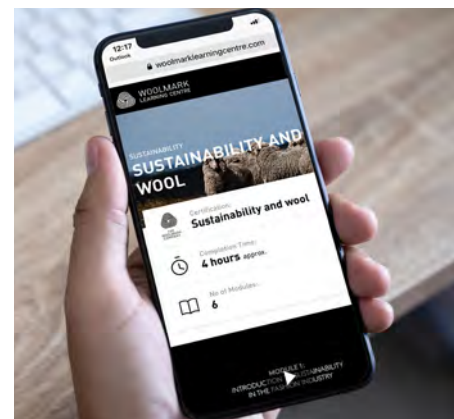 12:17
Outlook
woolmarklearningcentre.com
WOOLMARK
LEARNING CENTRE
SUSTAINABILITY
SUSTAINABILITY AND
WOOL
Certification:
Sustainability and wool
Completion Time:
4 hours approx.
No of Modules:
6
MODULE 1:
INTRODUCTION TO SUSTAINABILITY
IN THE FASHION INDUSTRY